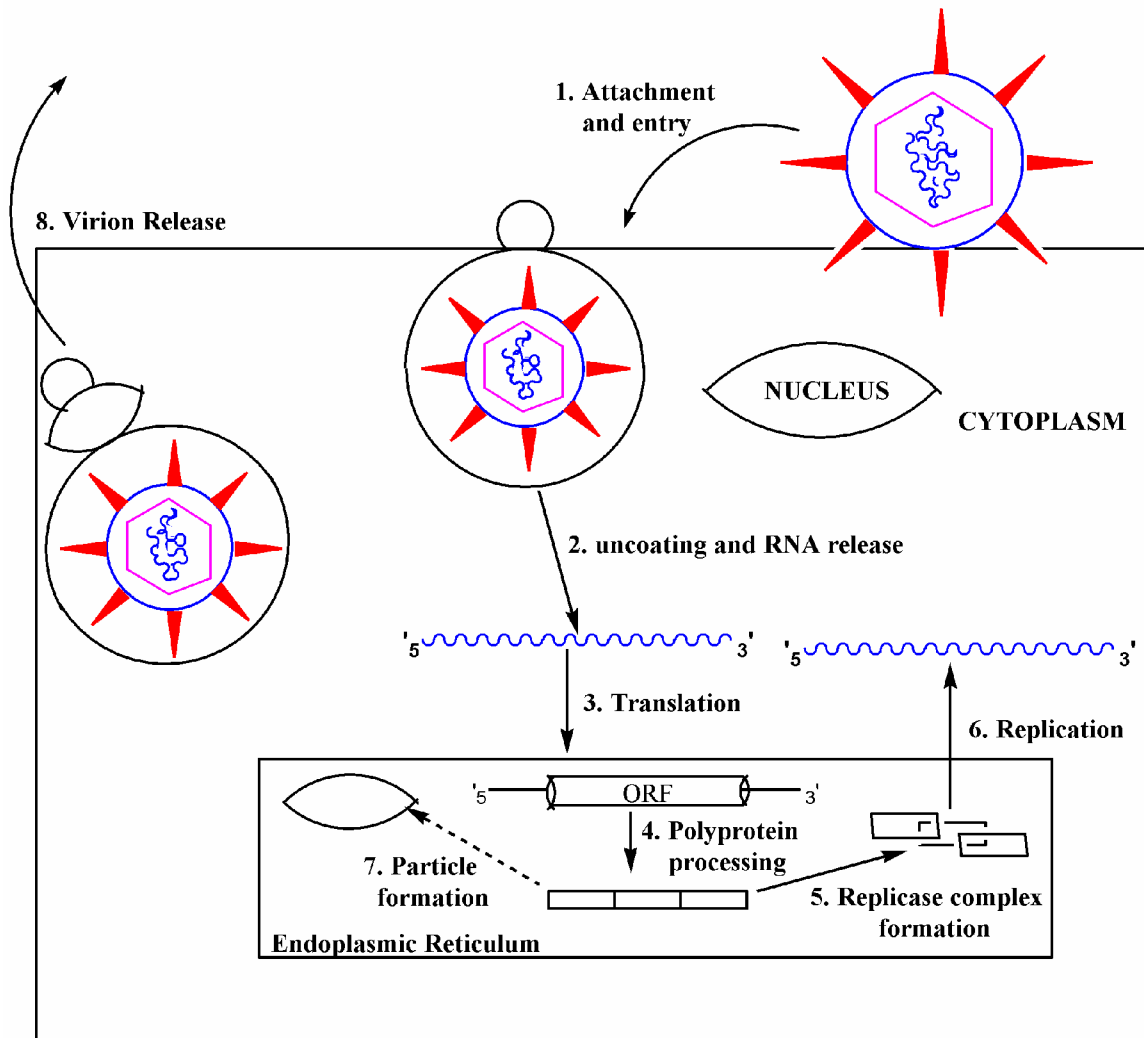 1. Attachment
and entry
8. Virion Release
NUCLEUS
CYTOPLASM
2. uncoating and RNA release
'5 3'
'5 3'
3. Translation
6. Replication
'5 ORF 3'
4. Polyprotein
processing
7. Particle
formation
5. Replicase complex
formation
Endoplasmic Reticulum